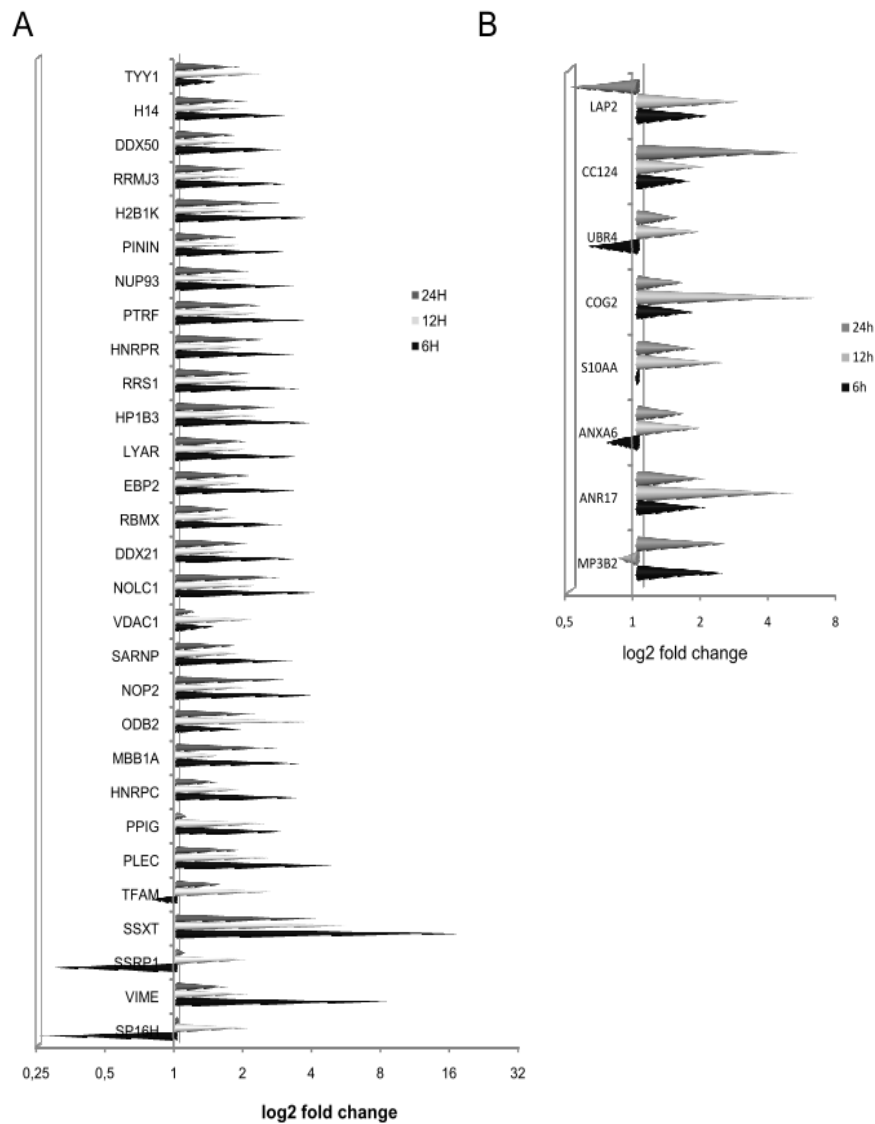 A
TYY1
H14
DDX50
RRMJ3
H2B1K
PININ
NUP93
PTRF
HNRPR
RRS1
HP1B3
LYAR
EBP2
RBMX
DDX21
NOLC1
VDAC1
SARNP
NOP2
ODB2
MBB1A
HNRPC
PPIG
PLEC
TFAM
SSXT
SSRP1
VIME
SP16H
24H
12H
6H
0,25 0,5 1 2 4 8 16 32
log2 fold change
B
LAP2
CC124
UBR4
COG2
S10AA
ANXA6
ANR17
MP3B2
24h
12h
6h
0,5 1 2 4 8
log2 fold change